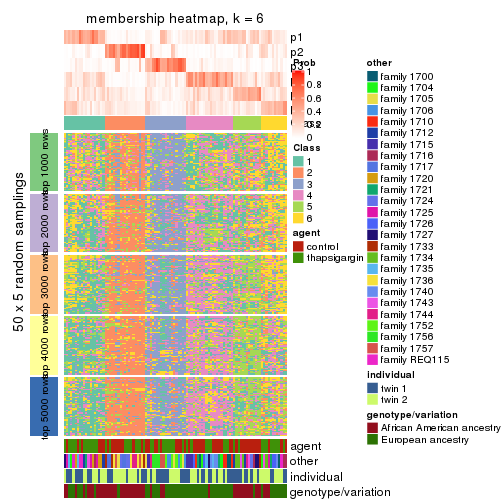 membership heatmap, k = 6
p1
p2
p3
Prob
1
0.8
0.6
0.4
0.2
0
Class
1
2
3
4
5
6
agent
control
thapsigargin
50 x 5 random samplings
top 1000 rows
top 2000 rows
top 3000 rows
top 4000 rows
top 5000 rows
agent
other
individual
genotype/variation
other
family 1700
family 1704
family 1705
family 1706
family 1710
family 1712
family 1715
family 1716
family 1717
family 1720
family 1721
family 1724
family 1725
family 1726
family 1727
family 1733
family 1734
family 1735
family 1736
family 1740
family 1743
family 1744
family 1752
family 1756
family 1757
family REQ115
individual
twin 1
twin 2
genotype/variation
African American ancestry
European ancestry